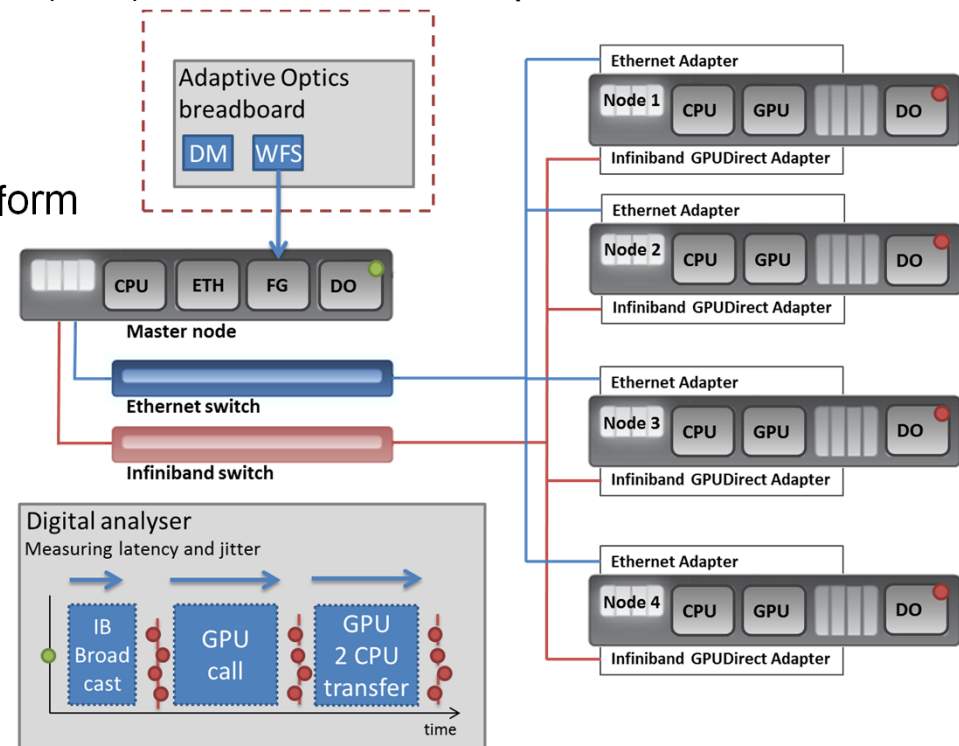 Adaptive Optics
breadboard
DM WFS
form
CPU ETH FG DO
Master node
Ethernet switch
Infiniband switch
Ethernet Adapter
Node 1 CPU GPU DO
Infiniband GPUDirect Adapter
Ethernet Adapter
Node 2 CPU GPU DO
Infiniband GPUDirect Adapter
Ethernet Adapter
Node 3 CPU GPU DO
Infiniband GPUDirect Adapter
Ethernet Adapter
Node 4 CPU GPU DO
Infiniband GPUDirect Adapter
Digital analyser
Measuring latency and jitter
IB
Broad
cast
GPU
call
GPU
2 CPU
transfer
time